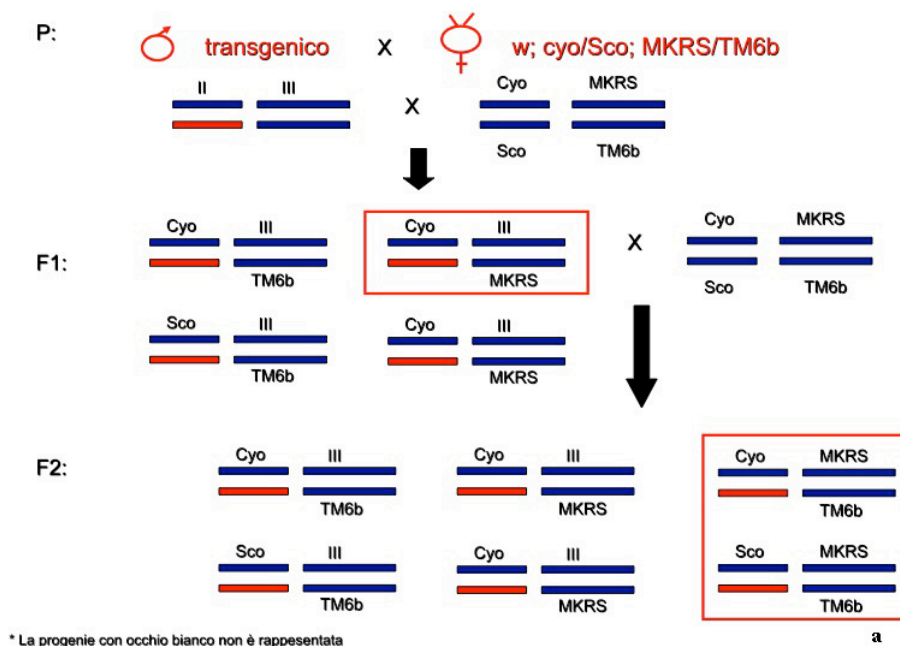 P:
transgenico X w; cyo/Sco; MKRS/TM6b
II III X Cyo MKRS
Sco TM6b
F1:
Cyo III Cyo III X Cyo MKRS
TM6b MKRS Sco TM6b
Sco III Cyo III
TM6b MKRS
F2:
Cyo III Cyo III Cyo MKRS
TM6b MKRS TM6b
Sco III Cyo III Sco MKRS
TM6b MKRS TM6b
* La progenie con occhio bianco non è rappesentata a